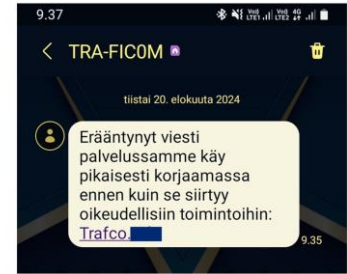 9.37
TRA-FIC0M
tiistai 20. elokuuta 2024
Erääntynyt viesti
palvelussamme käy
pikaisesti korjaamassa
ennen kuin se siirtyy
oikeudellisiin toimintoihin:
Trafco.
9.35